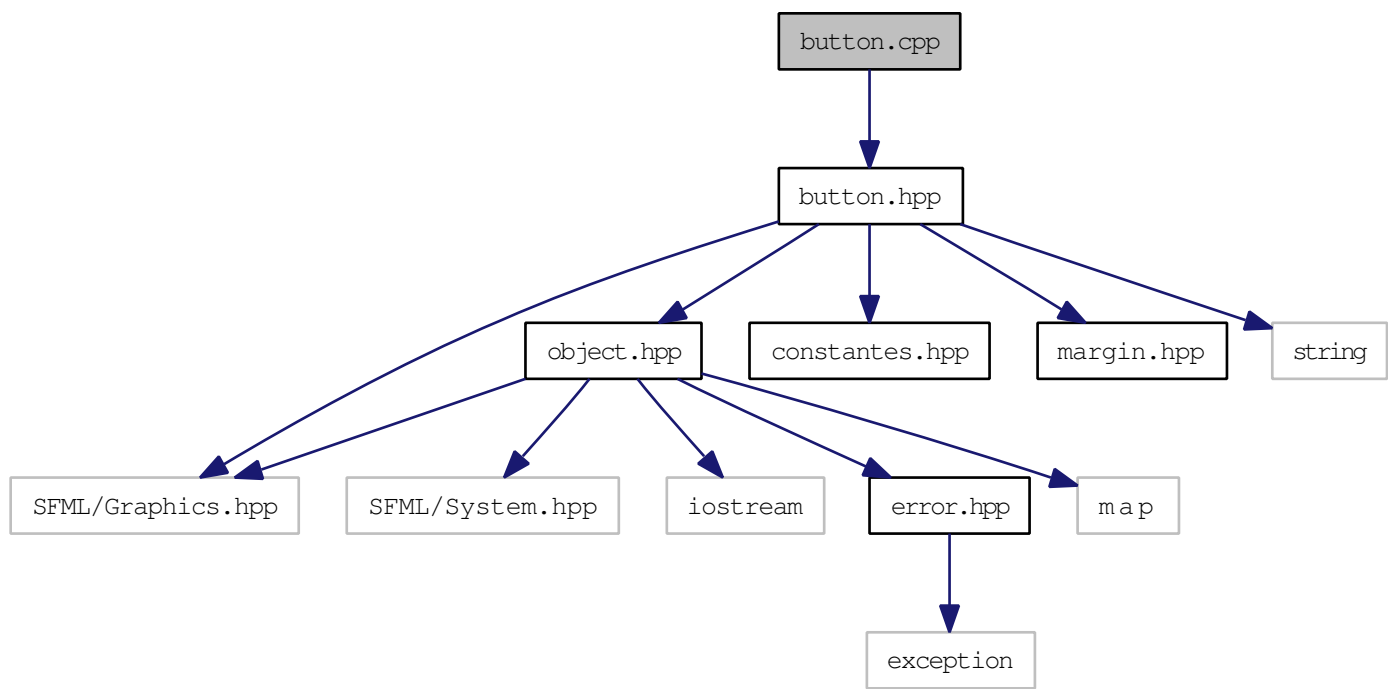 button.cpp
button.hpp
object.hpp
constantes.hpp
margin.hpp
string
SFML/Graphics.hpp
SFML/System.hpp
iostream
error.hpp
map
exception